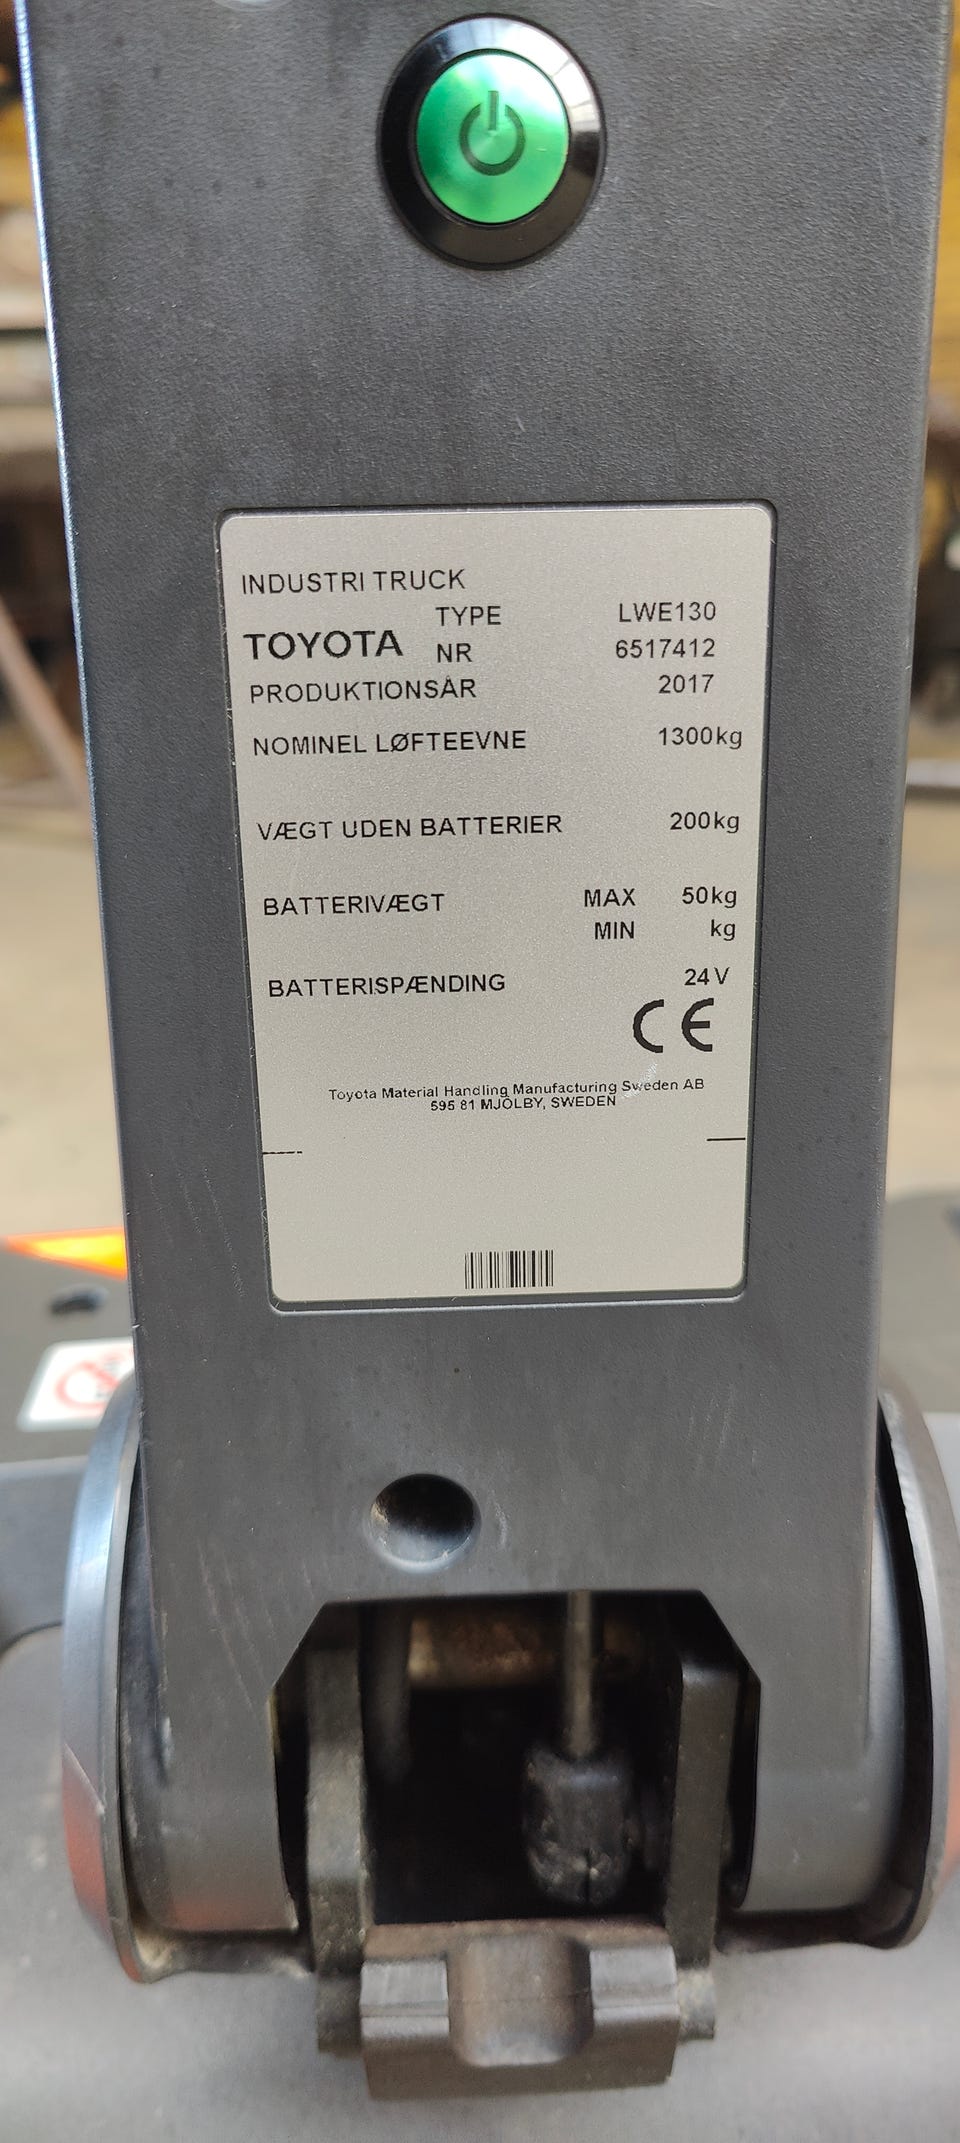 INDUSTRI TRUCK
TYPE LWE130
TOYOTA NR 6517412
PRODUKTIONSÅR 2017
NOMINEL LØFTEEVNE 1300kg
VÆGT UDEN BATTERIER 200kg
BATTERIVÆGT MAX 50kg
MIN kg
BATTERISPÆNDING 24V
CE
Toyota Material Handling Manufacturing Sweden AB
595 81 MJÖLBY, SWEDEN